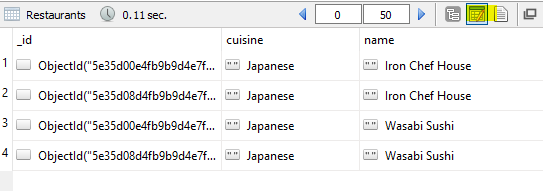 Restaurants 0.11 sec. 0 50
_id cuisine name
1 ObjectId("5e35d00e4fb9b9d4e7f... "" Japanese "" Iron Chef House
2 ObjectId("5e35d08d4fb9b9d4e7f... "" Japanese "" Iron Chef House
3 ObjectId("5e35d00e4fb9b9d4e7f... "" Japanese "" Wasabi Sushi
4 ObjectId("5e35d08d4fb9b9d4e7f... "" Japanese "" Wasabi Sushi